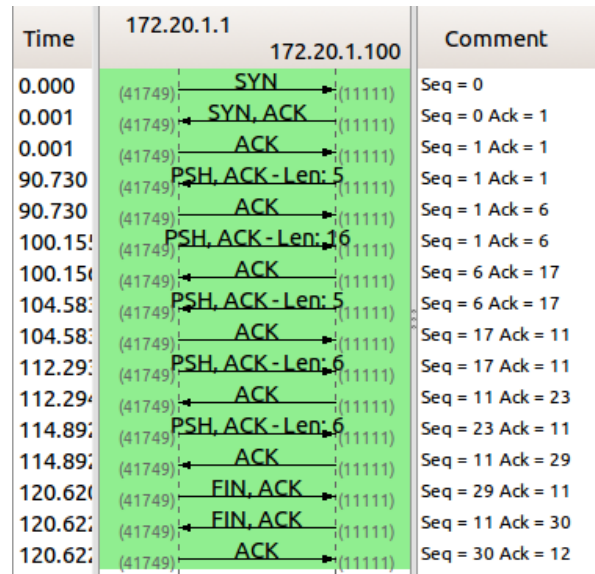 Time 172.20.1.1 172.20.1.100 Comment
0.000 (41749) SYN (11111) Seq = 0
0.001 (41749) SYN, ACK (11111) Seq = 0 Ack = 1
0.001 (41749) ACK (11111) Seq = 1 Ack = 1
90.730 (41749) PSH, ACK - Len: 5 (11111) Seq = 1 Ack = 1
90.730 (41749) ACK (11111) Seq = 1 Ack = 6
100.15 (41749) PSH, ACK - Len: 16 (11111) Seq = 1 Ack = 6
100.15 (41749) ACK (11111) Seq = 6 Ack = 17
104.58 (41749) PSH, ACK - Len: 5 (11111) Seq = 6 Ack = 17
104.58 (41749) ACK (11111) Seq = 17 Ack = 11
112.29 (41749) PSH, ACK - Len: 6 (11111) Seq = 17 Ack = 11
112.29 (41749) ACK (11111) Seq = 11 Ack = 23
114.89 (41749) PSH, ACK - Len: 6 (11111) Seq = 23 Ack = 11
114.89 (41749) ACK (11111) Seq = 11 Ack = 29
120.62 (41749) FIN, ACK (11111) Seq = 29 Ack = 11
120.62 (41749) FIN, ACK (11111) Seq = 11 Ack = 30
120.62 (41749) ACK (11111) Seq = 30 Ack = 12